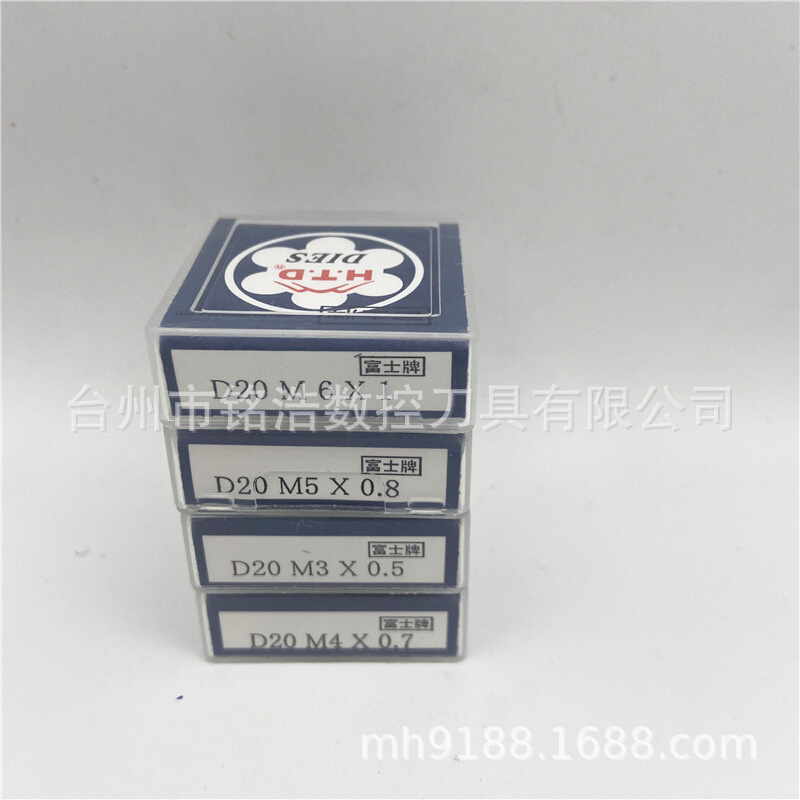 H.T.D®
DIES
富士牌
D20 M 6 X 1
台州市铭浩数控刀具有限公司
富士牌
D20 M5 X 0.8
富士牌
D20 M3 X 0.5
富士牌
D20 M4 X 0.7
mh9188.1688.com